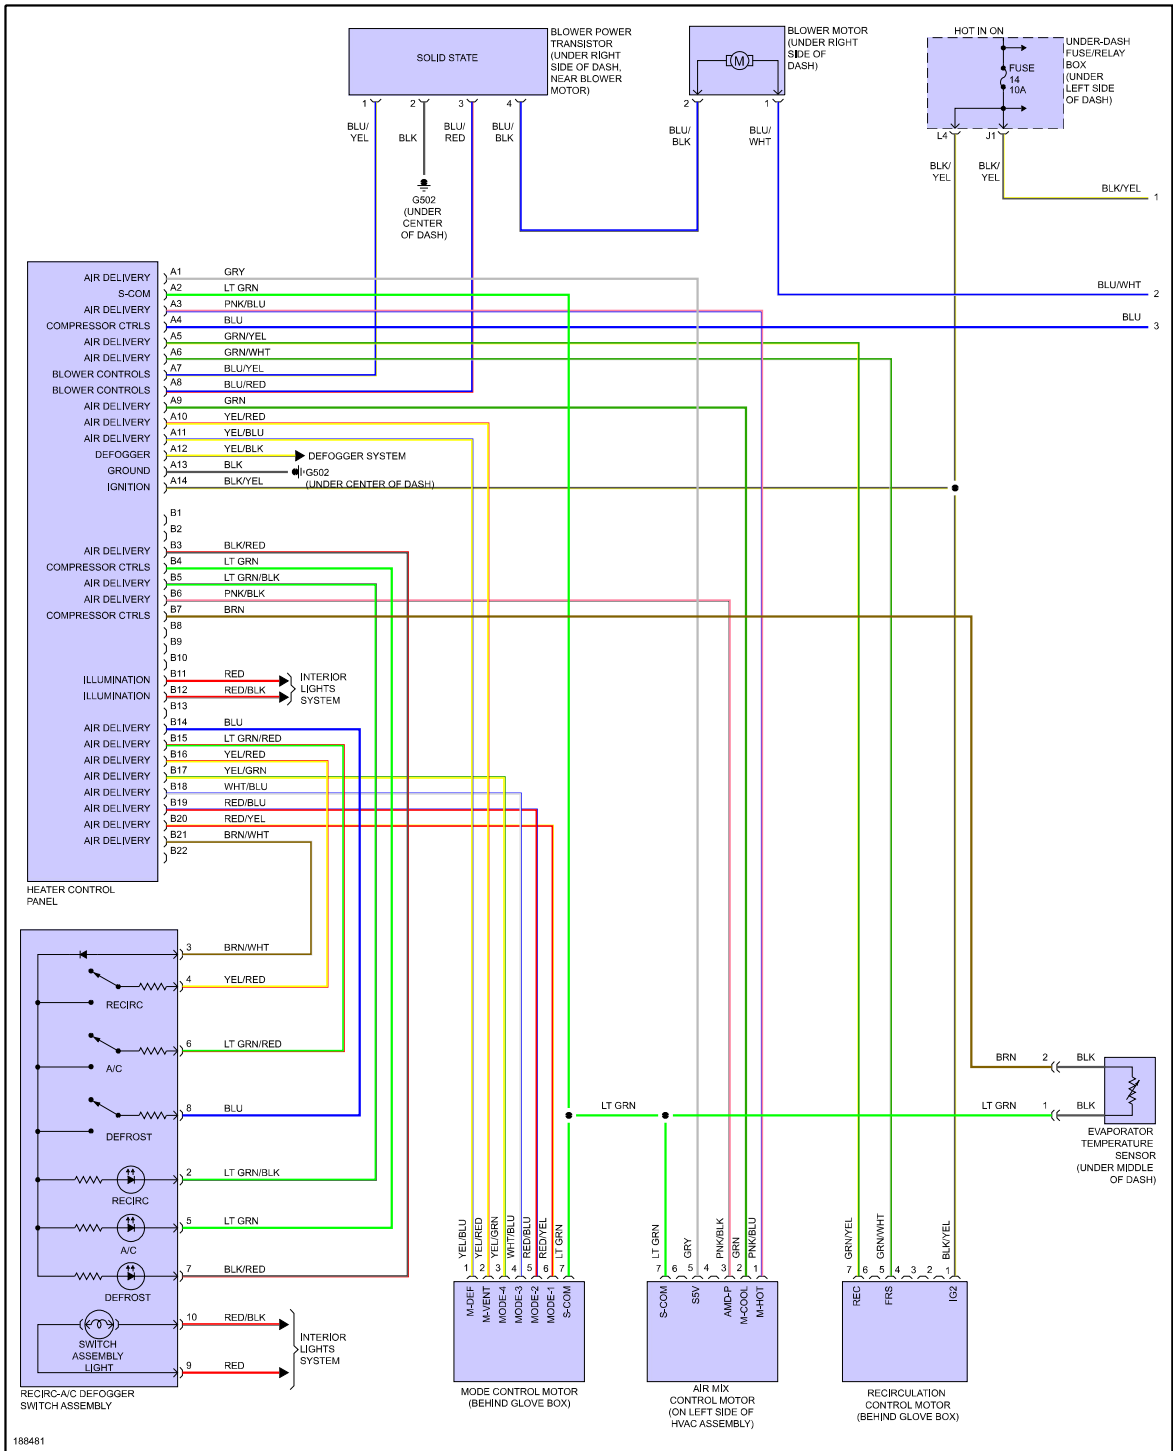 SOLID STATE
BLOWER POWER
TRANSISTOR
(UNDER RIGHT
SIDE OF DASH,
NEAR BLOWER
MOTOR)
1 2 3 4
BLU/
YEL
BLK
BLU/
RED
BLU/
BLK
G502
(UNDER
CENTER
OF DASH)
M
BLOWER MOTOR
(UNDER RIGHT
SIDE OF
DASH)
2 1
BLU/
BLK
BLU/
WHT
HOT IN ON
FUSE
14
10A
UNDER-DASH
FUSE/RELAY
BOX
(UNDER
LEFT SIDE
OF DASH)
L4 J1
BLK/
YEL
BLK/
YEL
BLK/YEL 1
BLU/WHT 2
BLU 3
AIR DELIVERY A1 GRY
S-COM A2 LT GRN
AIR DELIVERY A3 PNK/BLU
COMPRESSOR CTRLS A4 BLU
AIR DELIVERY A5 GRN/YEL
AIR DELIVERY A6 GRN/WHT
BLOWER CONTROLS A7 BLU/YEL
BLOWER CONTROLS A8 BLU/RED
AIR DELIVERY A9 GRN
AIR DELIVERY A10 YEL/RED
AIR DELIVERY A11 YEL/BLU
DEFOGGER A12 YEL/BLK DEFOGGER SYSTEM
GROUND A13 BLK G502
(UNDER CENTER OF DASH)
IGNITION A14 BLK/YEL
B1
B2
AIR DELIVERY B3 BLK/RED
COMPRESSOR CTRLS B4 LT GRN
AIR DELIVERY B5 LT GRN/BLK
AIR DELIVERY B6 PNK/BLK
COMPRESSOR CTRLS B7 BRN
B8
B9
B10
ILLUMINATION B11 RED
ILLUMINATION B12 RED/BLK
INTERIOR
LIGHTS
SYSTEM
B13
AIR DELIVERY B14 BLU
AIR DELIVERY B15 LT GRN/RED
AIR DELIVERY B16 YEL/RED
AIR DELIVERY B17 YEL/GRN
AIR DELIVERY B18 WHT/BLU
AIR DELIVERY B19 RED/BLU
AIR DELIVERY B20 RED/YEL
AIR DELIVERY B21 BRN/WHT
B22
HEATER CONTROL
PANEL
3 BRN/WHT
4 YEL/RED
RECIRC
6 LT GRN/RED
A/C
8 BLU
DEFROST
2 LT GRN/BLK
RECIRC
5 LT GRN
A/C
7 BLK/RED
DEFROST
10 RED/BLK
SWITCH
ASSEMBLY
LIGHT
9 RED
INTERIOR
LIGHTS
SYSTEM
RECIRC-A/C DEFOGGER
SWITCH ASSEMBLY
BRN 2 BLK
LT GRN
LT GRN 1 BLK
EVAPORATOR
TEMPERATURE
SENSOR
(UNDER MIDDLE
OF DASH)
YEL/BLU YEL/RED YEL/GRN WHT/BLU RED/BLU RED/YEL LT GRN
1 2 3 4 5 6 7
M-DEF M-VENT MODE-4 MODE-3 MODE-2 MODE-1 S-COM
MODE CONTROL MOTOR
(BEHIND GLOVE BOX)
LT GRN GRY PNK/BLK GRN PNK/BLU
7 6 5 4 3 2 1
S-COM S5V AMD-P M-COOL M-HOT
AIR MIX
CONTROL MOTOR
(ON LEFT SIDE OF
HVAC ASSEMBLY)
GRN/YEL GRN/WHT BLK/YEL
7 6 5 4 3 2 1
REC FRS IG2
RECIRCULATION
CONTROL MOTOR
(BEHIND GLOVE BOX)
188481